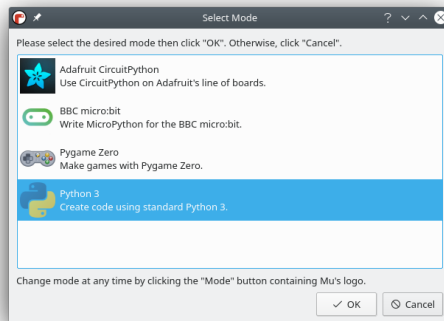 Select Mode
Please select the desired mode then click "OK". Otherwise, click "Cancel".
Adafruit CircuitPython
Use CircuitPython on Adafruit's line of boards.
BBC micro:bit
Write MicroPython for the BBC micro:bit.
Pygame Zero
Make games with Pygame Zero.
Python 3
Create code using standard Python 3.
Change mode at any time by clicking the "Mode" button containing Mu's logo.
OK Cancel